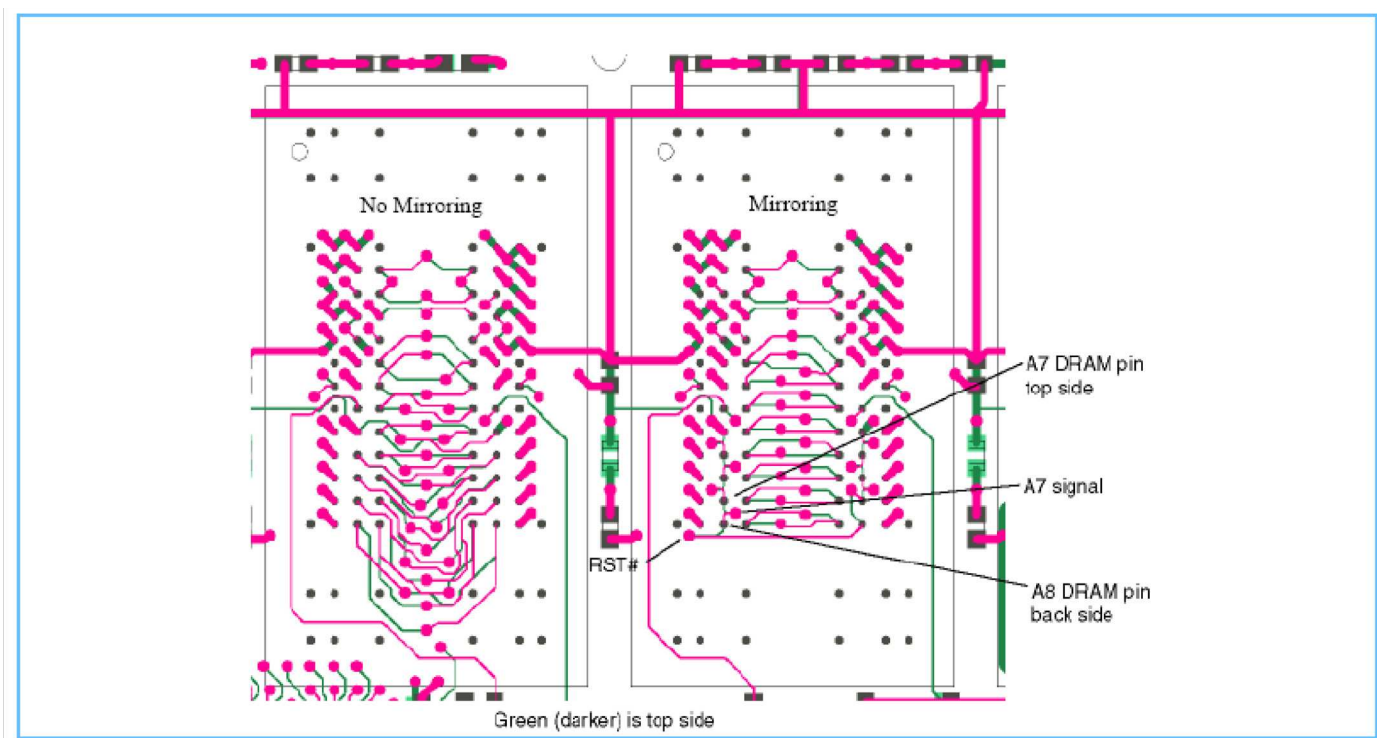 No Mirroring
Mirroring
A7 DRAM pin
top side
A7 signal
RST#
A8 DRAM pin
back side
Green (darker) is top side